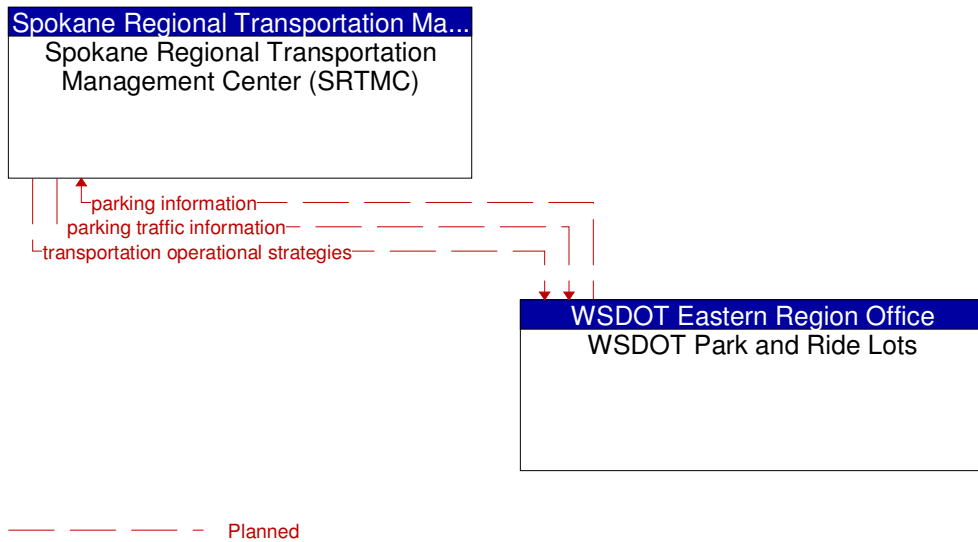 Spokane Regional Transportation Ma...
Spokane Regional Transportation
Management Center (SRTMC)
parking information
parking traffic information
transportation operational strategies
WSDOT Eastern Region Office
WSDOT Park and Ride Lots
Planned